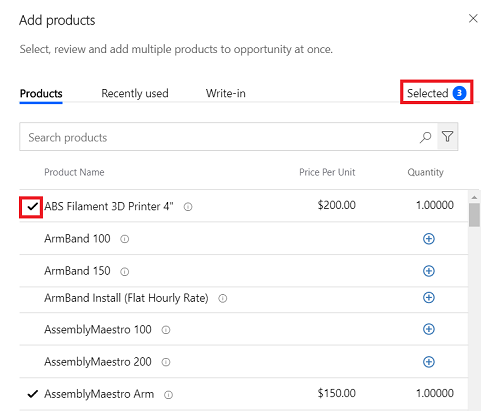 Add products
Select, review and add multiple products to opportunity at once.
Products Recently used Write-in Selected 3
Search products
Product Name Price Per Unit Quantity
ABS Filament 3D Printer 4" $200.00 1.00000
ArmBand 100
ArmBand 150
ArmBand Install (Flat Hourly Rate)
AssemblyMaestro 100
AssemblyMaestro 200
AssemblyMaestro Arm $150.00 1.00000